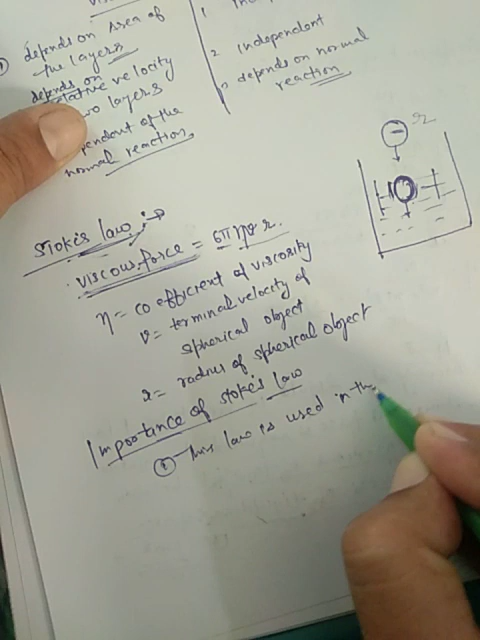 depends on area of
the layers
depends on
relative velocity
two layers
pendent of the
normal reaction
1
2 independent
3 depends on normal
reaction
r
Stoke's law :→
viscous force = 6πηvr.
η = coefficient of viscosity
v = terminal velocity of
spherical object
r = radius of spherical object
Importance of stoke's law
① This law is used in the